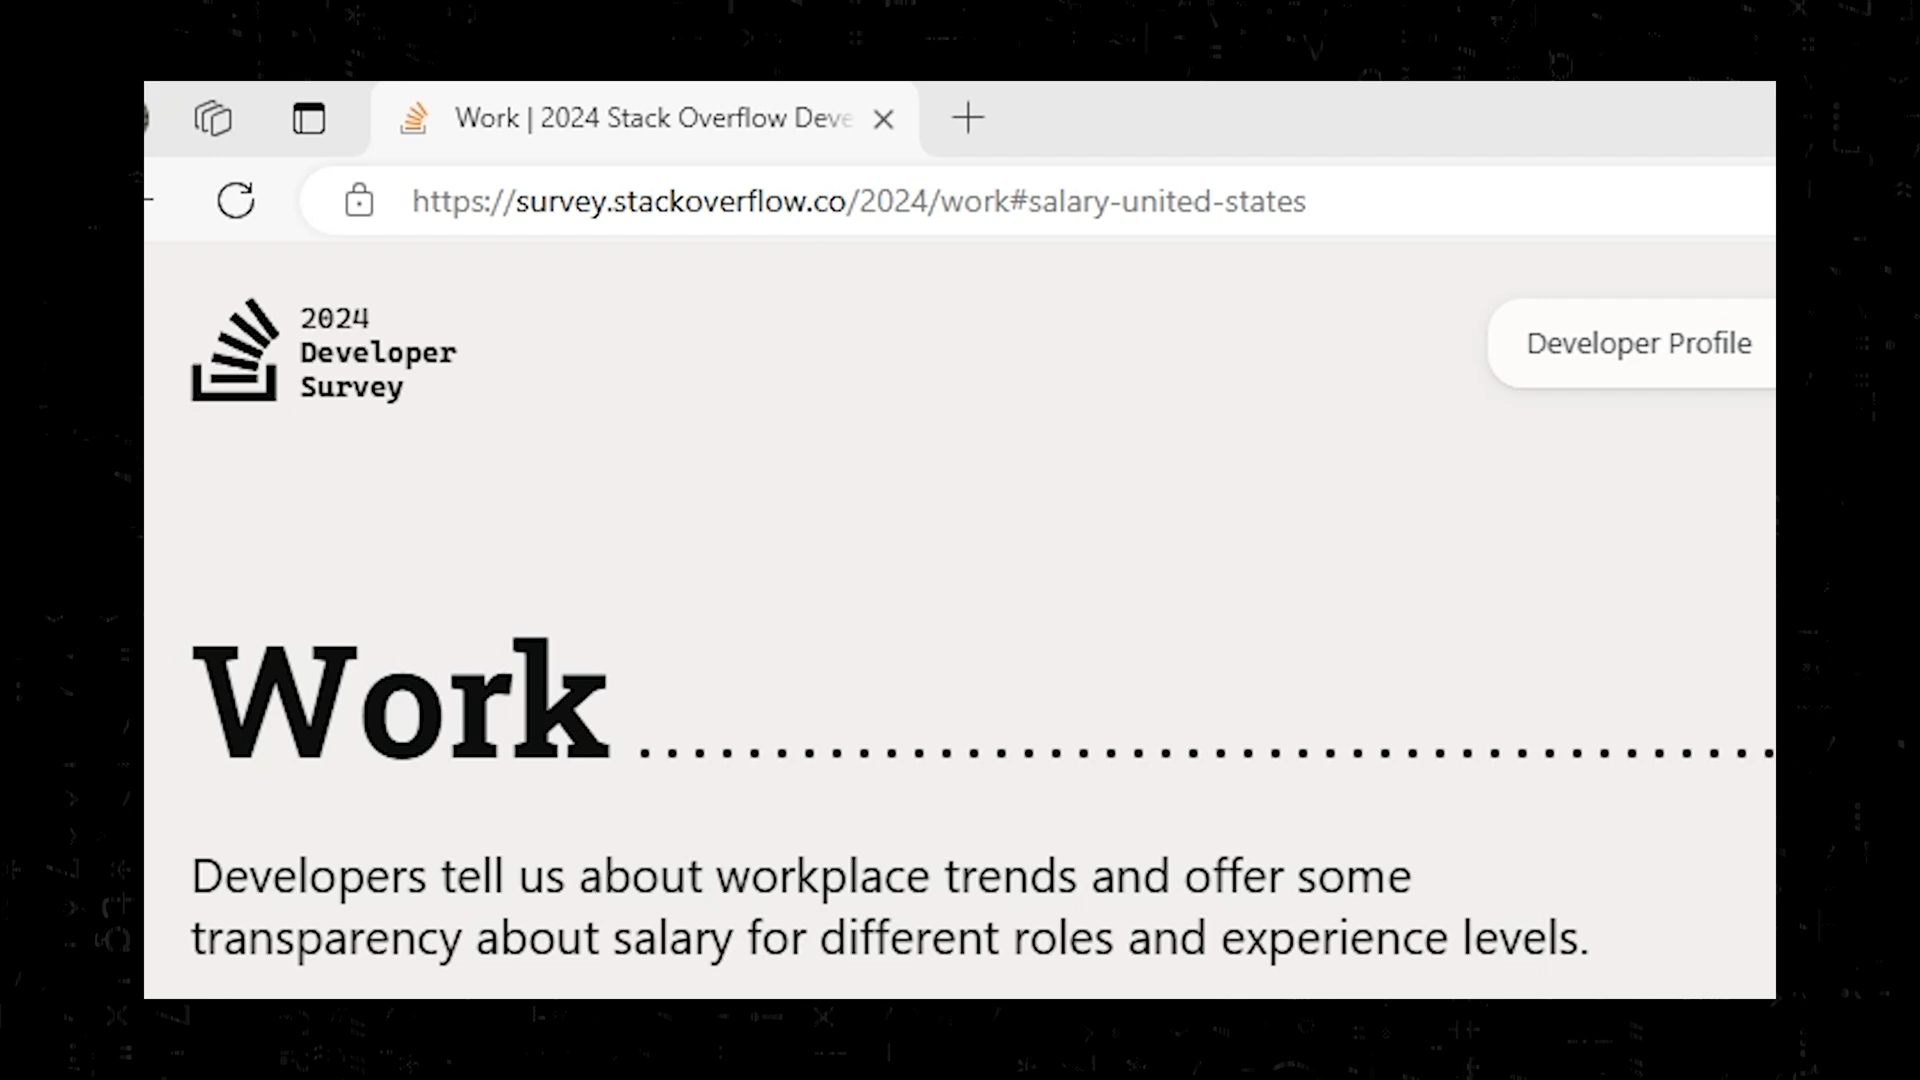 Work | 2024 Stack Overflow Deve
https://survey.stackoverflow.co/2024/work#salary-united-states
2024
Developer
Survey
Developer Profile
Work
Developers tell us about workplace trends and offer some
transparency about salary for different roles and experience levels.